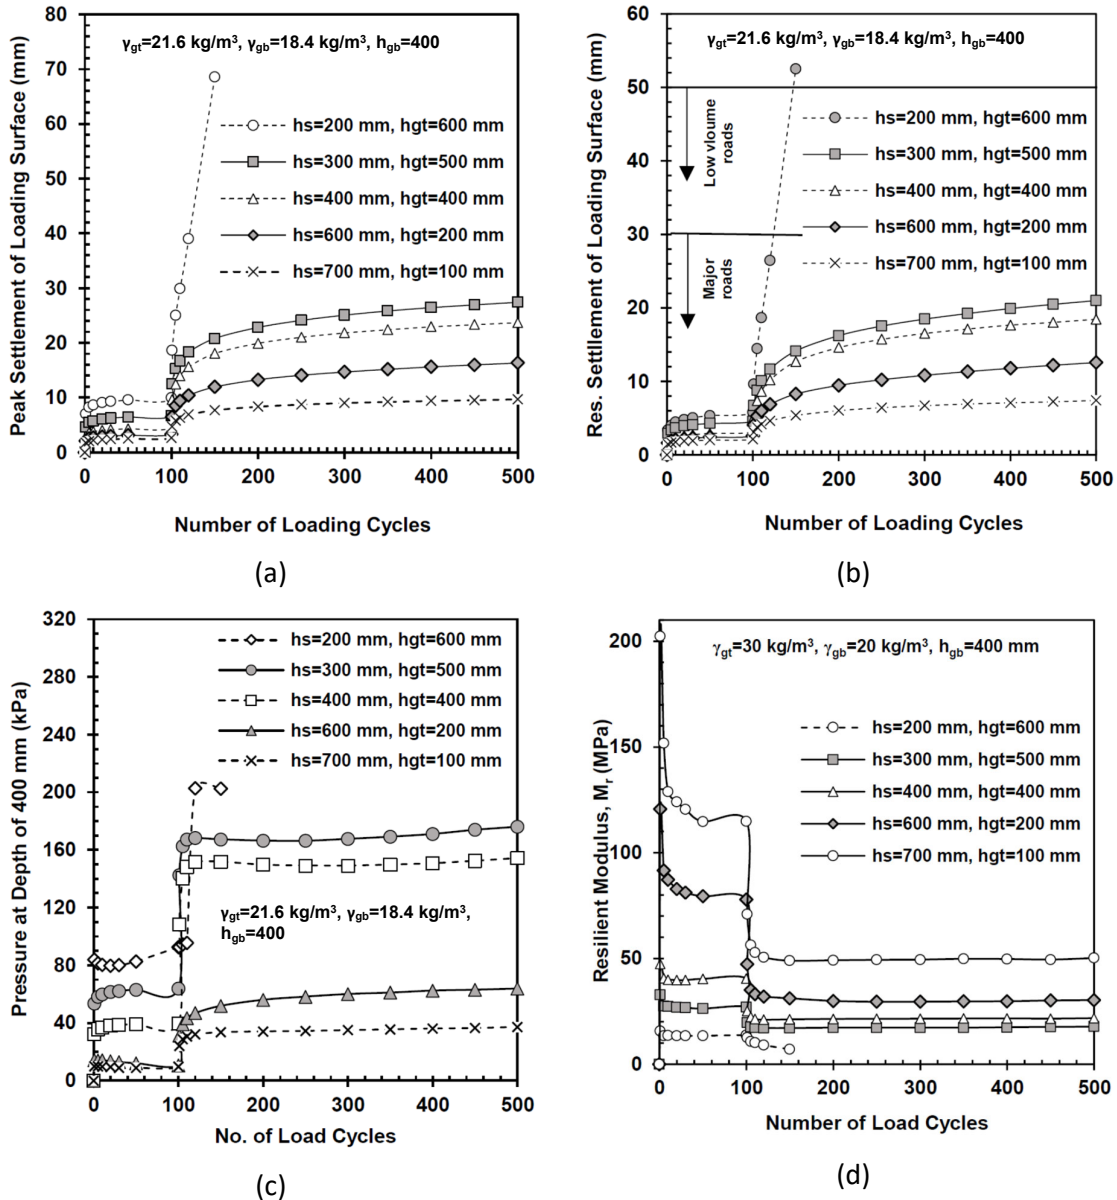 Peak Settlement of Loading Surface (mm)
80
70
60
50
40
30
20
10
0
γgt=21.6 kg/m³, γgb=18.4 kg/m³, hgb=400
hs=200 mm, hgt=600 mm
hs=300 mm, hgt=500 mm
hs=400 mm, hgt=400 mm
hs=600 mm, hgt=200 mm
hs=700 mm, hgt=100 mm
0 100 200 300 400 500
Number of Loading Cycles
(a)
Res. Settlement of Loading Surface (mm)
60
50
40
30
20
10
0
γgt=21.6 kg/m³, γgb=18.4 kg/m³, hgb=400
Low vloume
roads
Major
roads
hs=200 mm, hgt=600 mm
hs=300 mm, hgt=500 mm
hs=400 mm, hgt=400 mm
hs=600 mm, hgt=200 mm
hs=700 mm, hgt=100 mm
0 100 200 300 400 500
Number of Loading Cycles
(b)
Pressure at Depth of 400 mm (kPa)
320
280
240
200
160
120
80
40
0
hs=200 mm, hgt=600 mm
hs=300 mm, hgt=500 mm
hs=400 mm, hgt=400 mm
hs=600 mm, hgt=200 mm
hs=700 mm, hgt=100 mm
γgt=21.6 kg/m³, γgb=18.4 kg/m³,
hgb=400
0 100 200 300 400 500
No. of Load Cycles
(c)
Resilient Modulus, Mr (MPa)
200
150
100
50
0
γgt=30 kg/m³, γgb=20 kg/m³, hgb=400 mm
hs=200 mm, hgt=600 mm
hs=300 mm, hgt=500 mm
hs=400 mm, hgt=400 mm
hs=600 mm, hgt=200 mm
hs=700 mm, hgt=100 mm
0 100 200 300 400 500
Number of Load Cycles
(d)